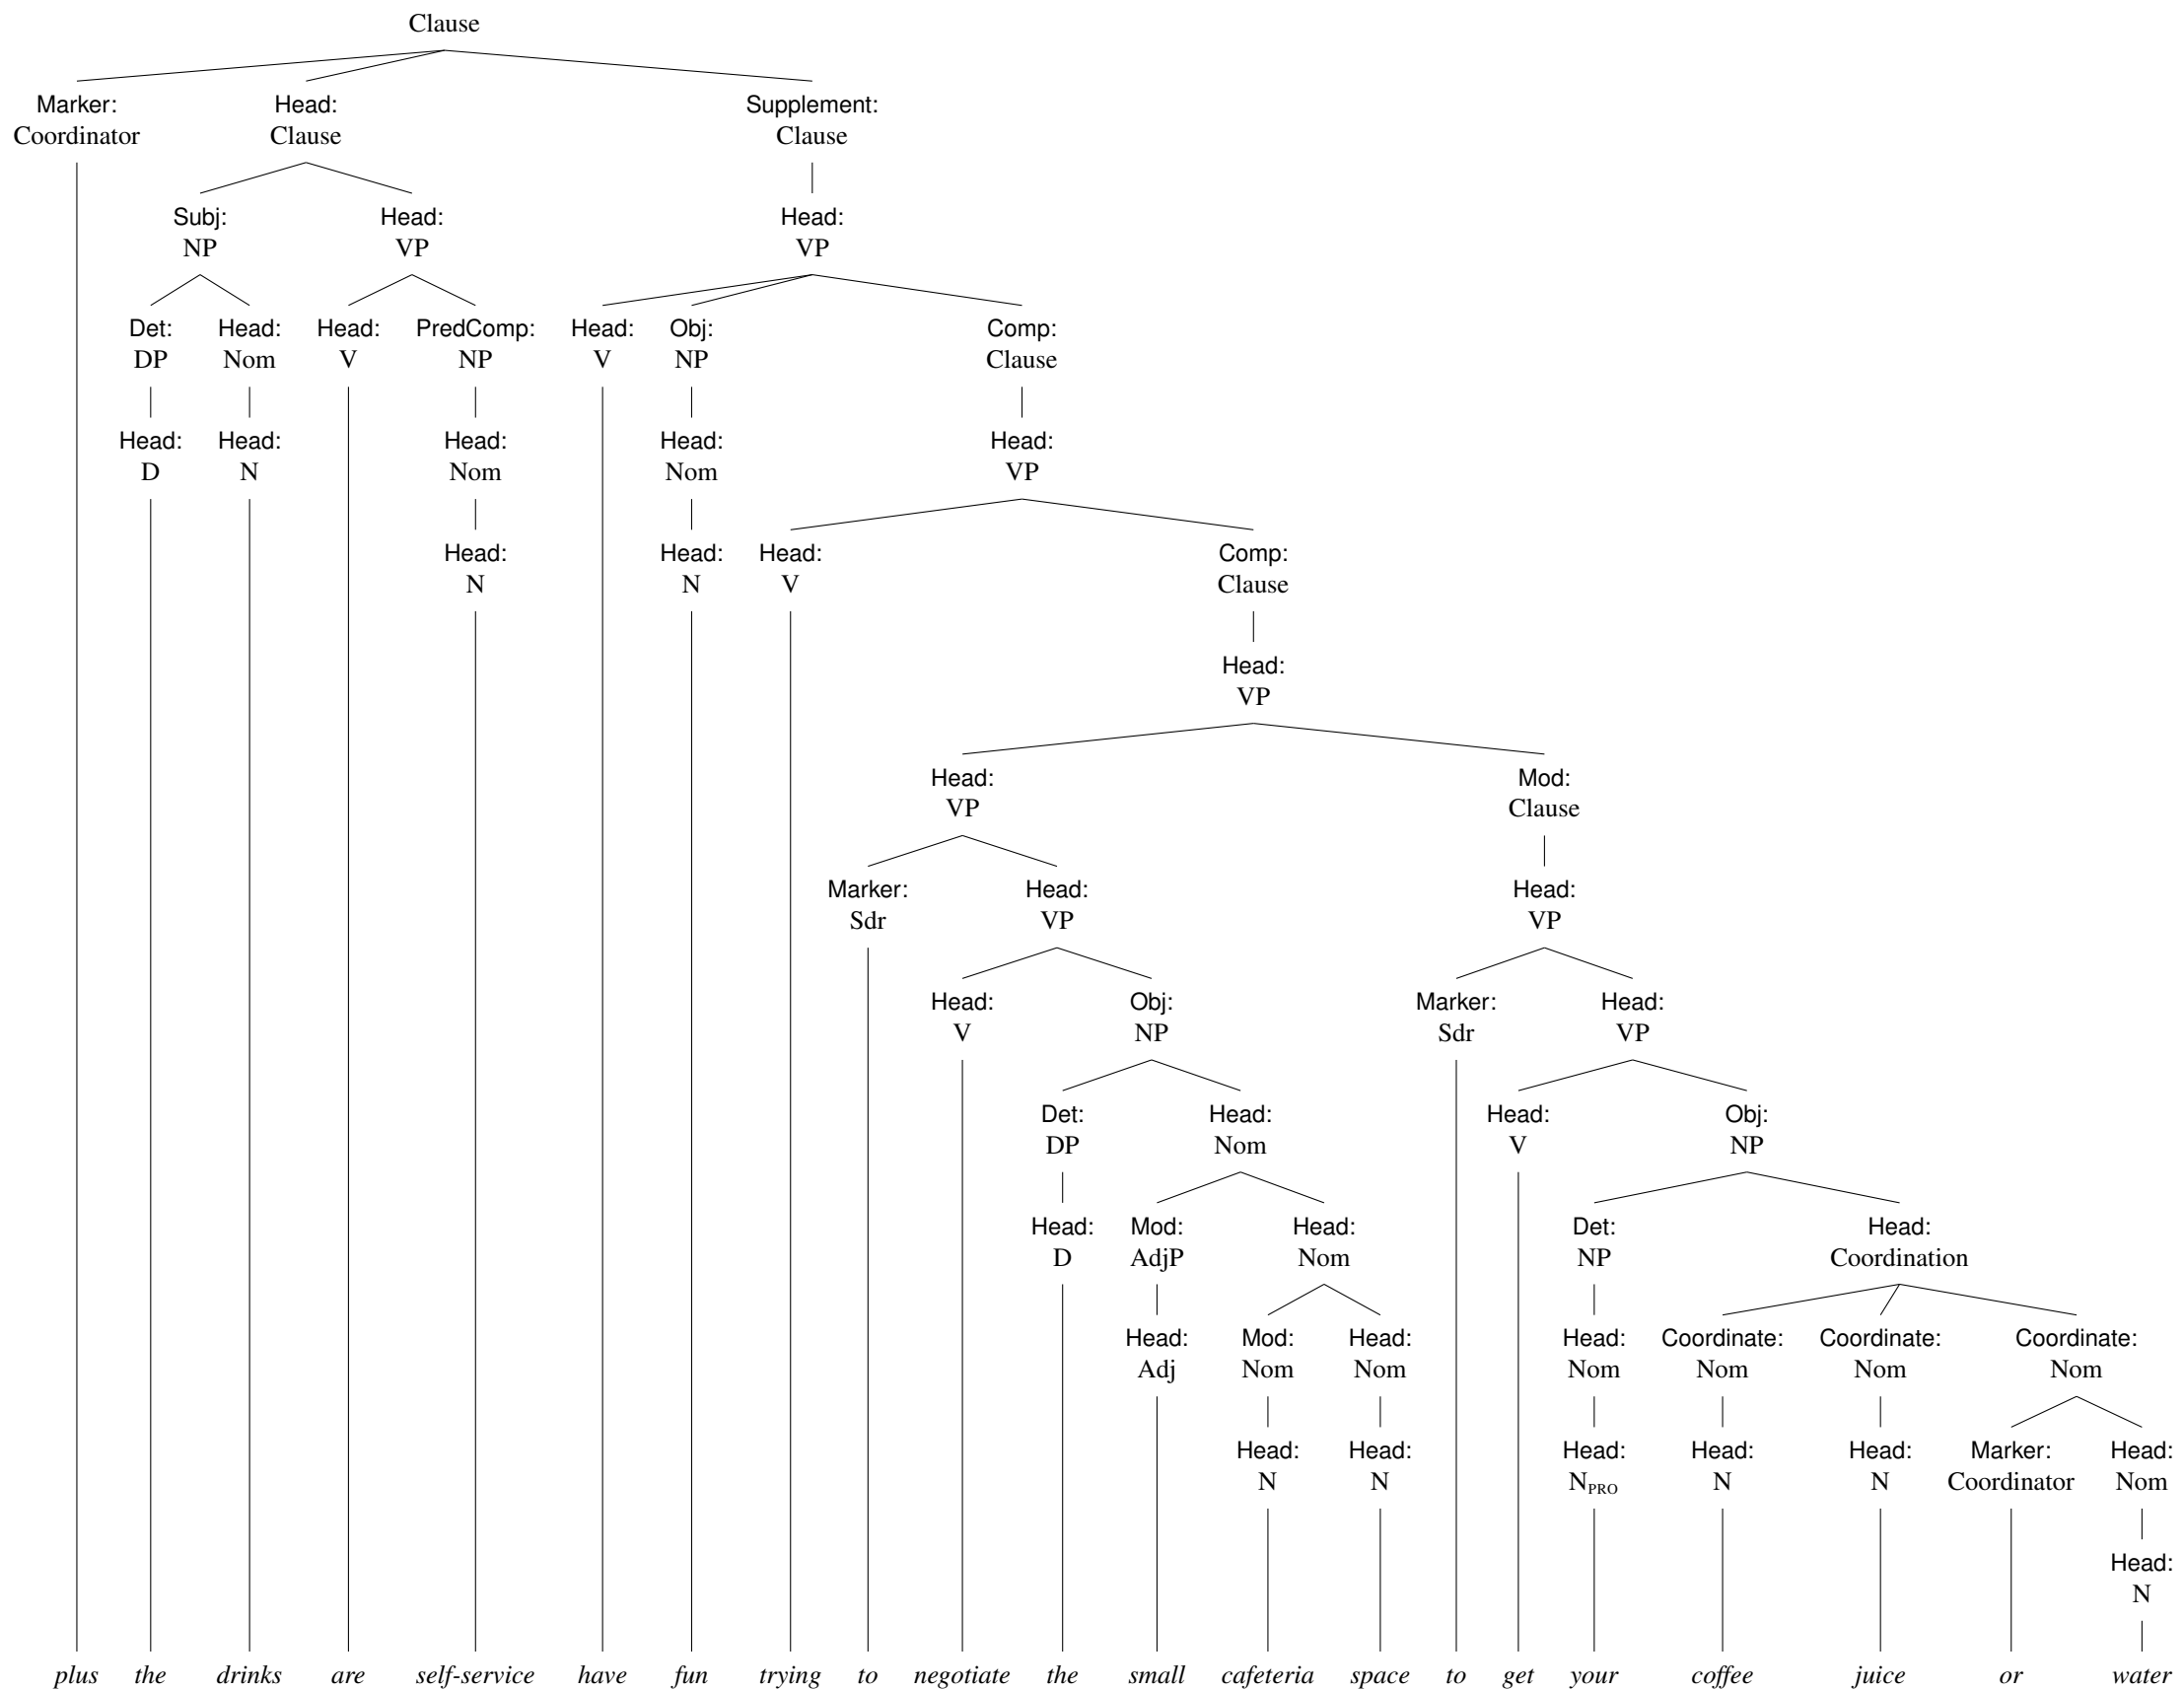 Clause
Marker: Head: Supplement:
Coordinator Clause Clause
Subj: Head: Head:
NP VP VP
Det: Head: Head: PredComp: Head: Obj: Comp:
DP Nom V NP V NP Clause
Head: Head: Head: Head: Head:
D N Nom Nom VP
Head: Head: Head: Comp:
N N V Clause
Head:
VP
Head: Mod:
VP Clause
Marker: Head: Head:
Sdr VP VP
Head: Obj: Marker: Head:
V NP Sdr VP
Det: Head: Head: Obj:
DP Nom V NP
Head: Mod: Head: Det: Head:
D AdjP Nom NP Coordination
Head: Mod: Head: Head: Coordinate: Coordinate: Coordinate:
Adj Nom Nom Nom Nom Nom Nom
Head: Head: Head: Head: Head: Marker: Head:
N N NPRO N N Coordinator Nom
Head:
N
plus the drinks are self-service have fun trying to negotiate the small cafeteria space to get your coffee juice or water